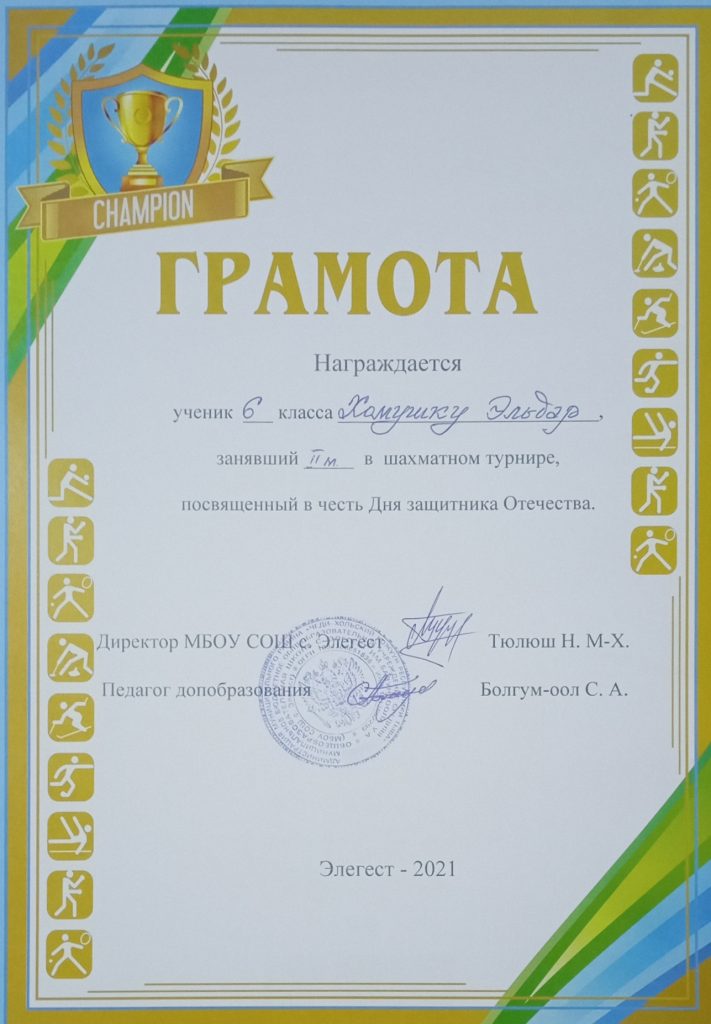 CHAMPION
ГРАМОТА
Награждается
ученик 6 класса Хомушку Эльдар,
занявший II м. в шахматном турнире,
посвященный в честь Дня защитника Отечества.
Директор МБОУ СОШ с. Элегест Тюлюш Н. М-Х.
Педагог допобразования Болгум-оол С. А.
Элегест - 2021